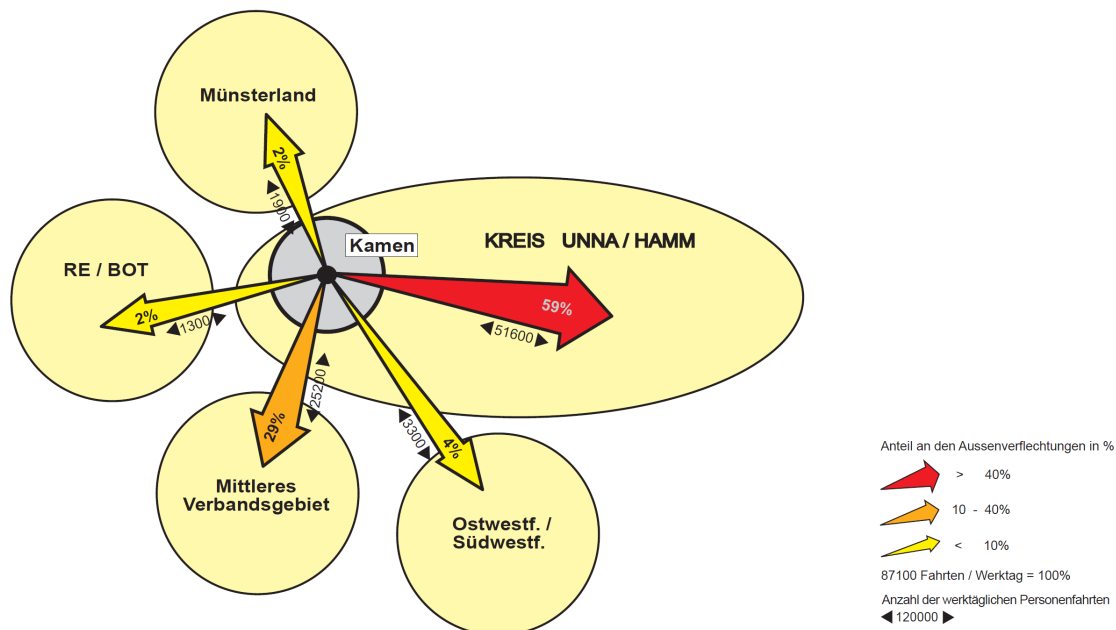 Münsterland
2%
◄1900►
Kamen
KREIS UNNA / HAMM
RE / BOT
2%
◄1300►
59%
◄51600►
◄25200►
29%
Mittleres
Verbandsgebiet
◄3300►
4%
Ostwestf. /
Südwestf.
Anteil an den Aussenverflechtungen in %
> 40%
10 - 40%
< 10%
87100 Fahrten / Werktag = 100%
Anzahl der werktäglichen Personenfahrten
◄120000►